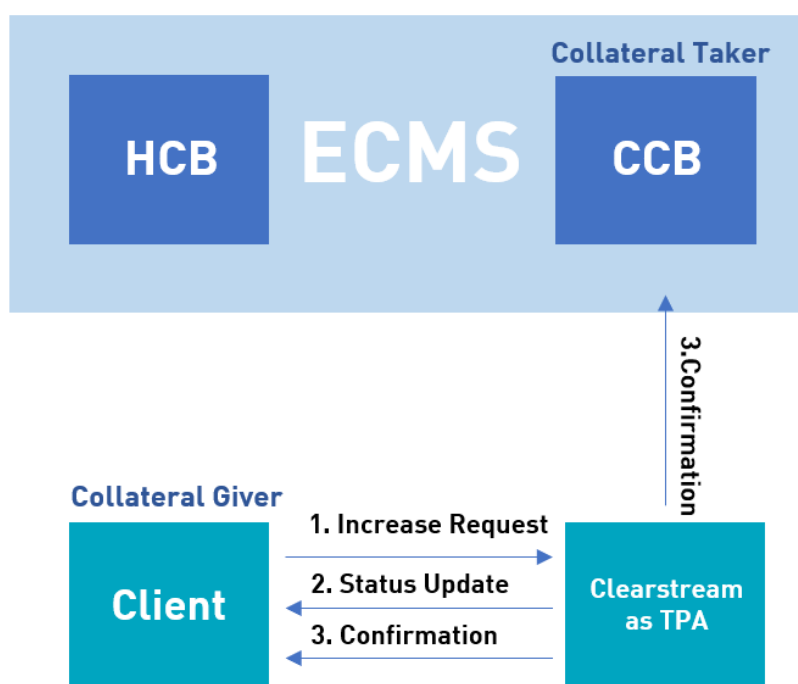 Collateral Taker
HCB
ECMS
CCB
3.Confirmation
Collateral Giver
1. Increase Request
Client
2. Status Update
Clearstream
as TPA
3. Confirmation